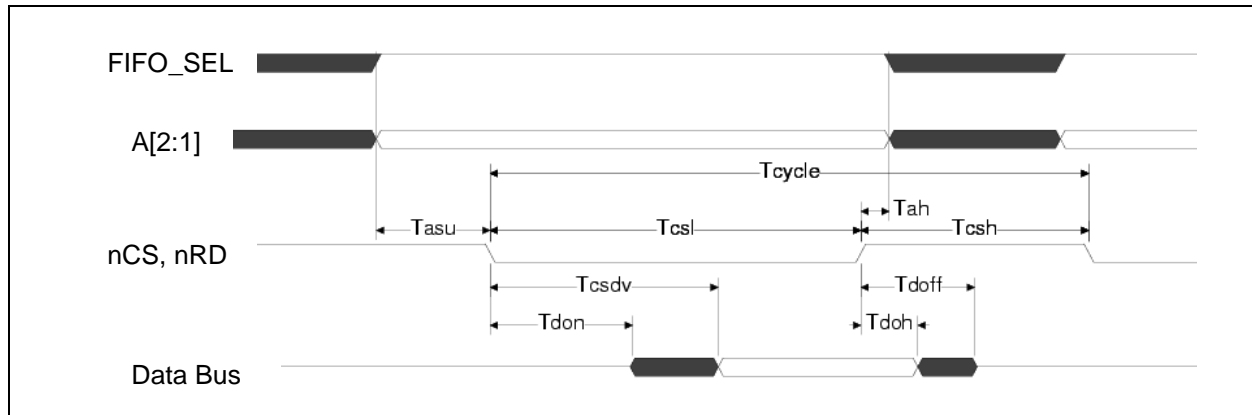 FIFO_SEL
A[2:1]
Tcycle
Tah
Tasu
Tcsl
Tcsh
nCS, nRD
Tcsdv
Tdoff
Tdon
Tdoh
Data Bus